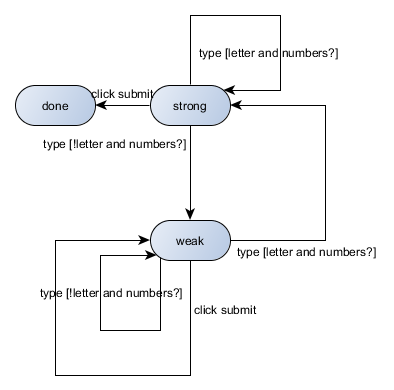 type [letter and numbers?]
click submit
done
strong
type [!letter and numbers?]
weak
type [letter and numbers?]
type [!letter and numbers?]
click submit